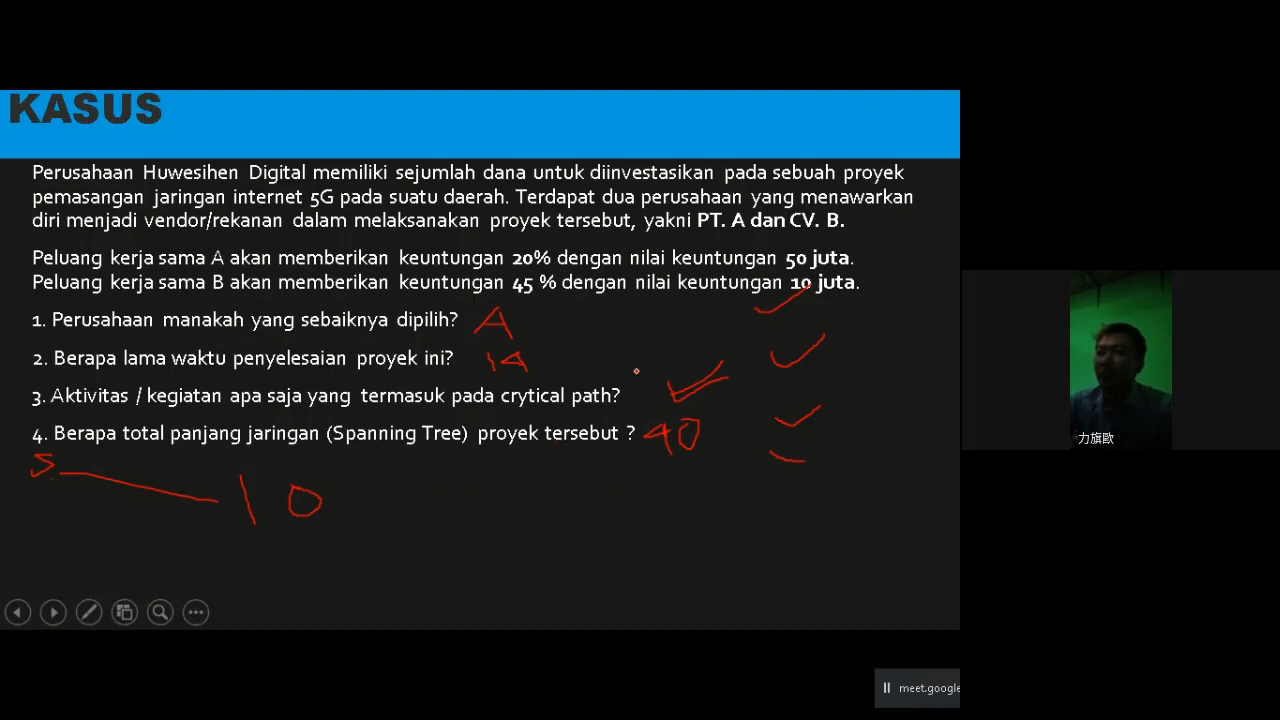 KASUS
Perusahaan Huwesihen Digital memiliki sejumlah dana untuk diinvestasikan pada sebuah proyek
pemasangan jaringan internet 5G pada suatu daerah. Terdapat dua perusahaan yang menawarkan
diri menjadi vendor/rekanan dalam melaksanakan proyek tersebut, yakni PT. A dan CV. B.
Peluang kerja sama A akan memberikan keuntungan 20% dengan nilai keuntungan 50 juta.
Peluang kerja sama B akan memberikan keuntungan 45 % dengan nilai keuntungan 10 juta.
1. Perusahaan manakah yang sebaiknya dipilih? A
2. Berapa lama waktu penyelesaian proyek ini? 14
3. Aktivitas / kegiatan apa saja yang termasuk pada crytical path?
4. Berapa total panjang jaringan (Spanning Tree) proyek tersebut ? 40
5 10
力旗歐
meet.google